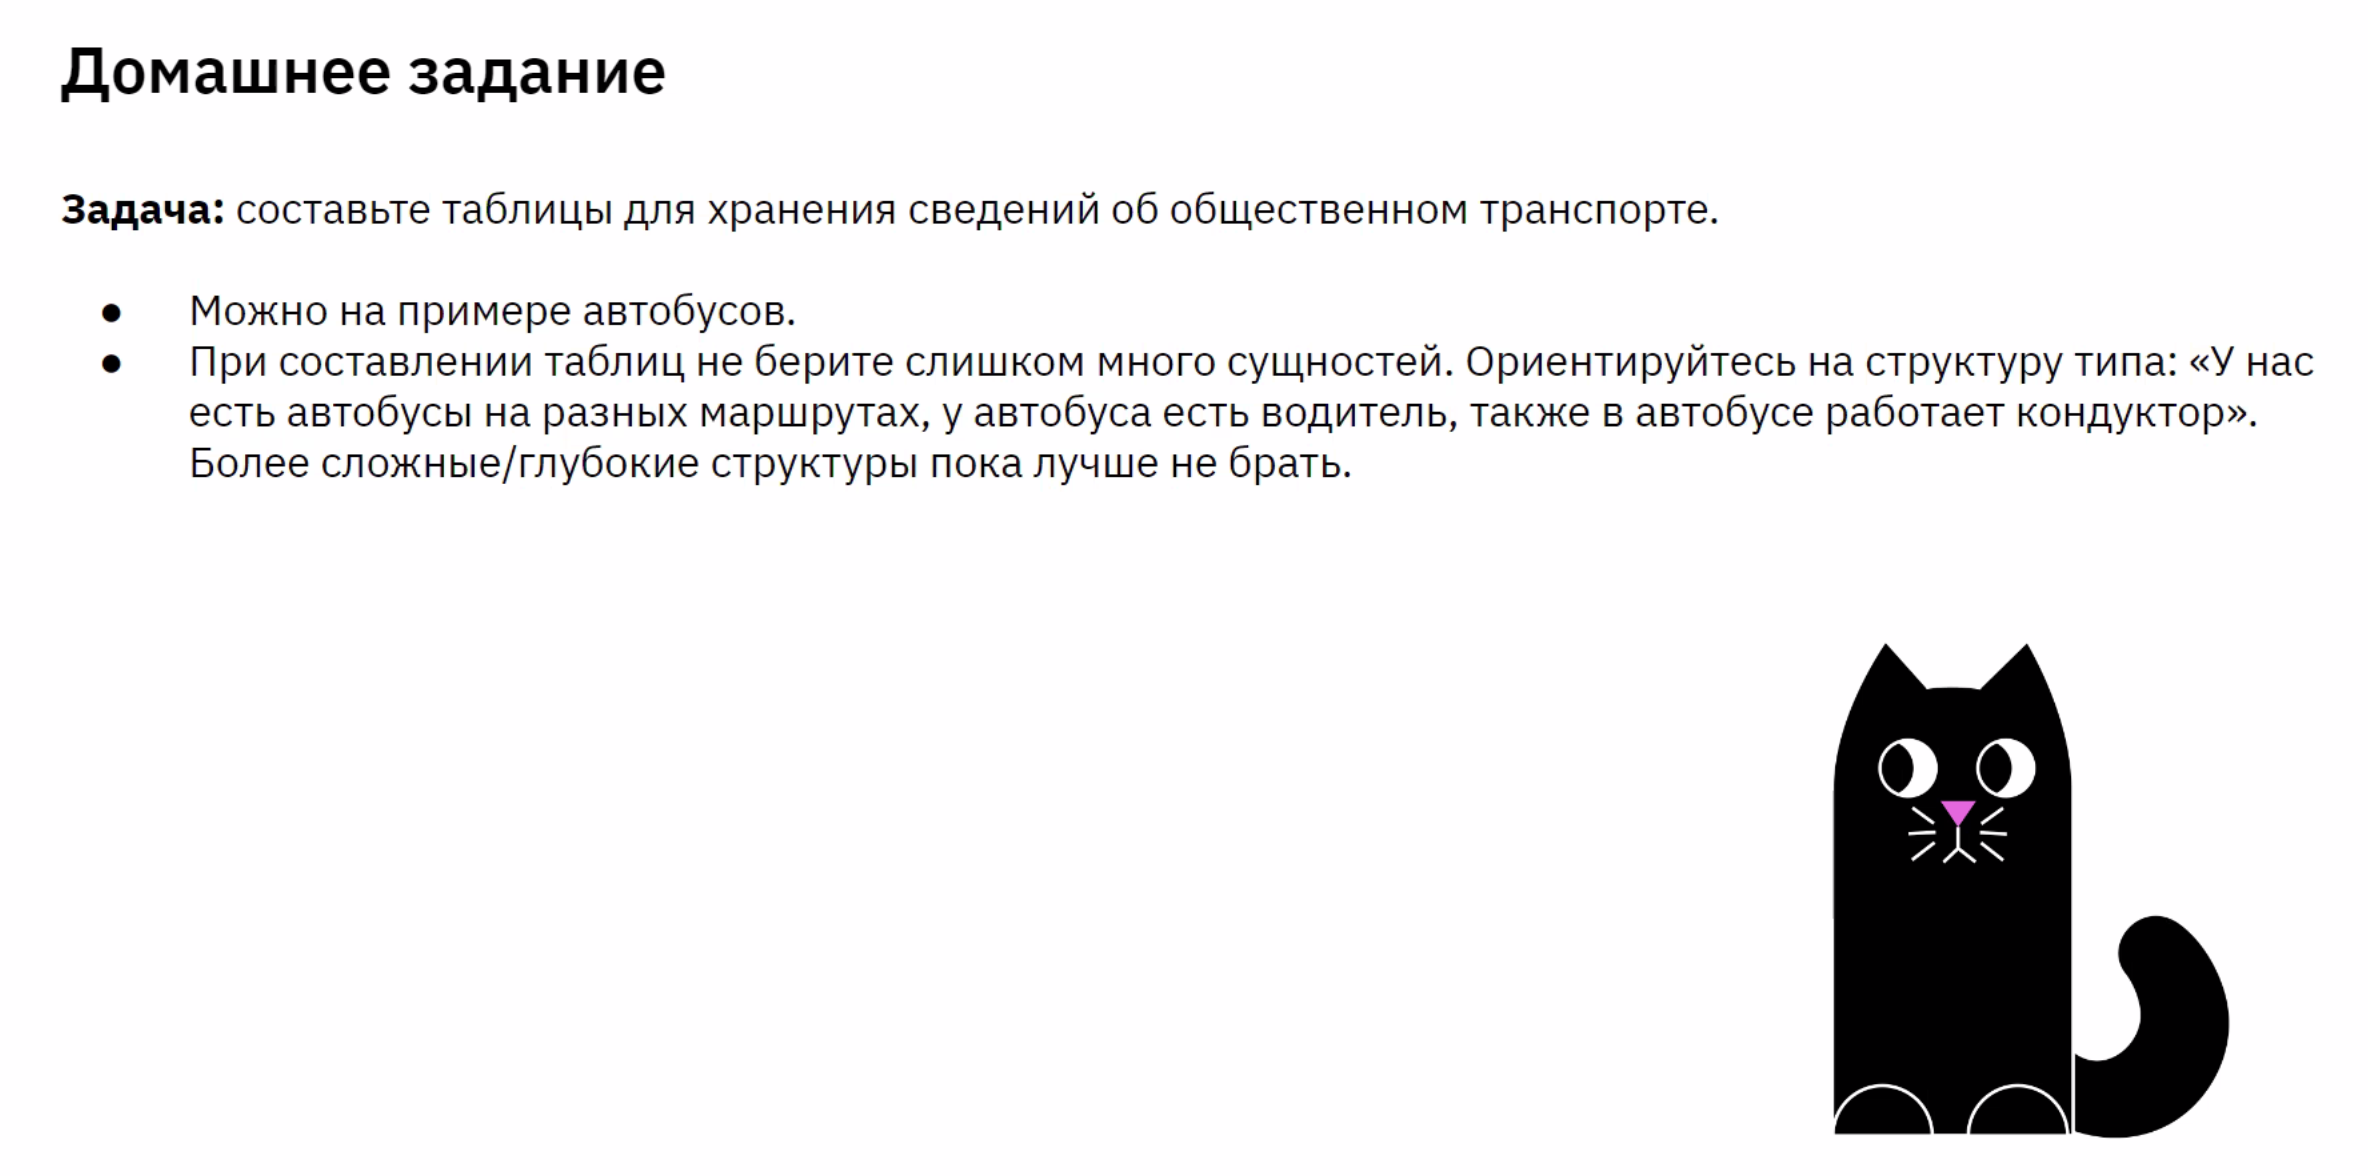 Домашнее задание
Задача: составьте таблицы для хранения сведений об общественном транспорте.
● Можно на примере автобусов.
● При составлении таблиц не берите слишком много сущностей. Ориентируйтесь на структуру типа: «У нас
есть автобусы на разных маршрутах, у автобуса есть водитель, также в автобусе работает кондуктор».
Более сложные/глубокие структуры пока лучше не брать.